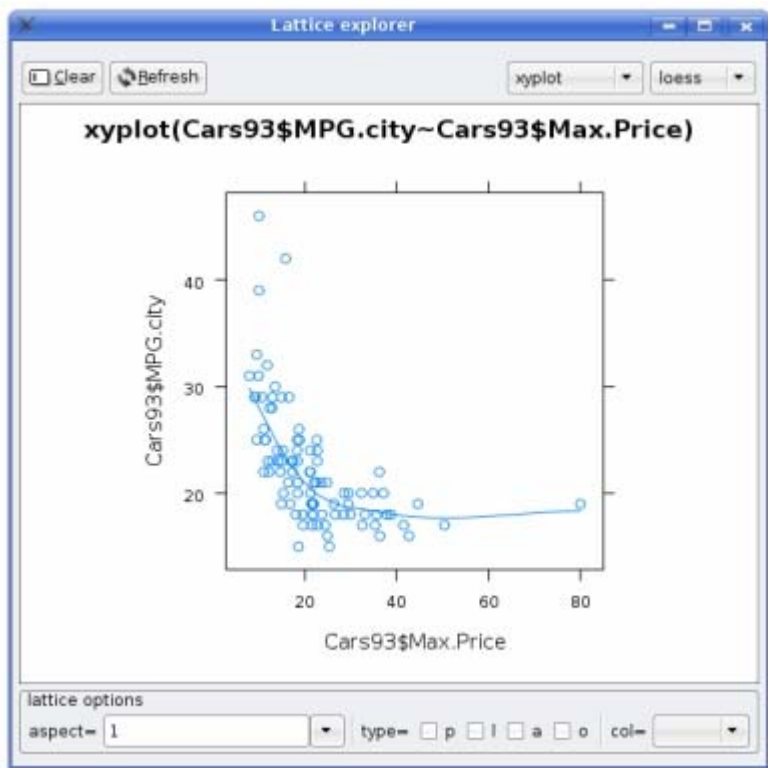 Lattice explorer
Clear Refresh xyplot loess
xyplot(Cars93$MPG.city~Cars93$Max.Price)
Cars93$MPG.city
40
30
20
20 40 60 80
Cars93$Max.Price
lattice options
aspect= 1 type= p l a o col=